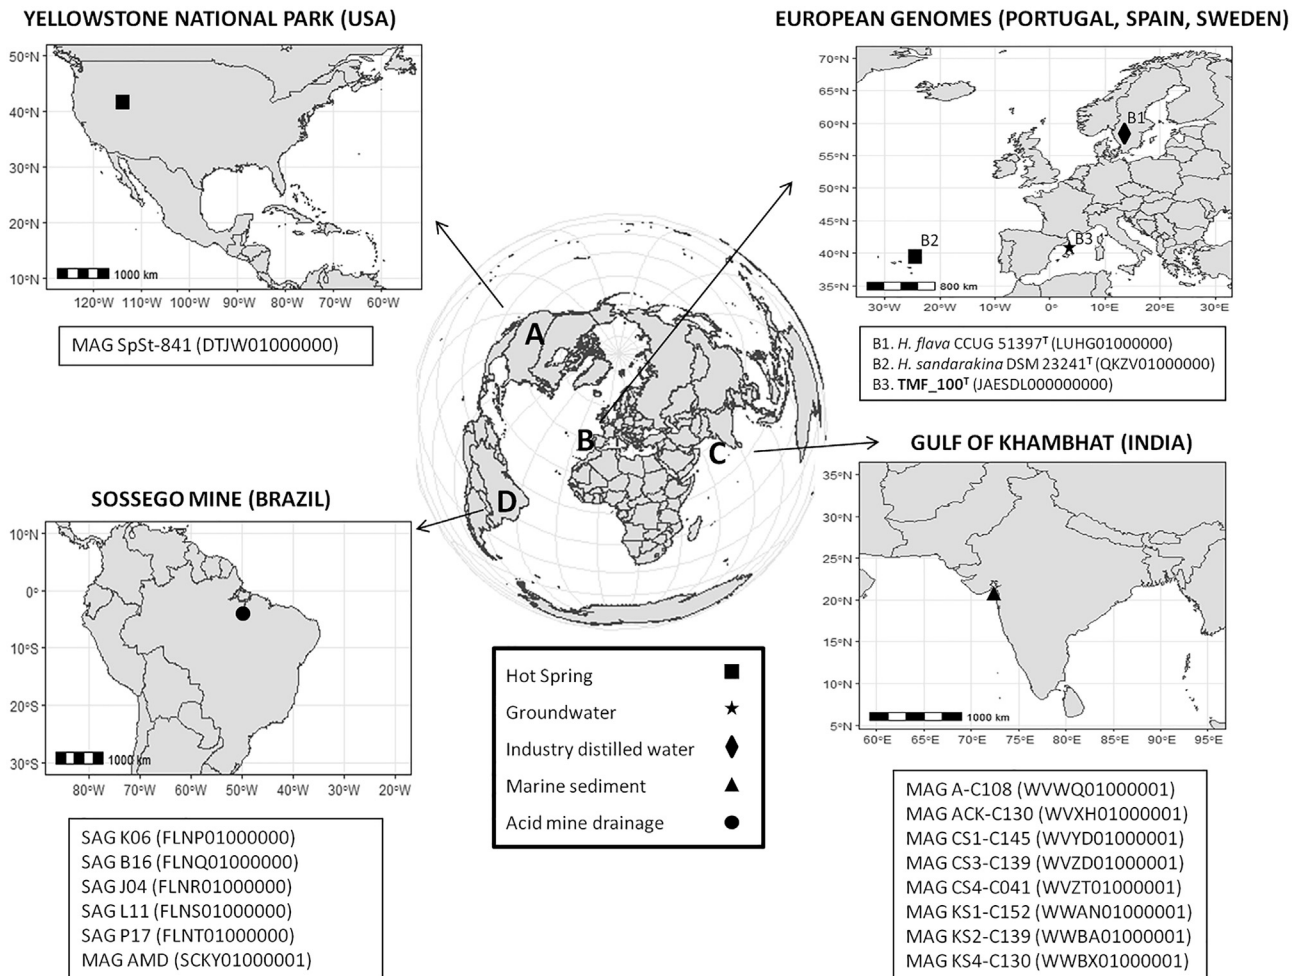 YELLOWSTONE NATIONAL PARK (USA)
50°N
40°N
30°N
20°N
10°N
1000 km
120°W 110°W 100°W 90°W 80°W 70°W 60°W
MAG SpSt-841 (DTJW01000000)
EUROPEAN GENOMES (PORTUGAL, SPAIN, SWEDEN)
70°N
65°N
60°N
55°N
50°N
45°N
40°N
35°N
B1
B2
B3
800 km
30°W 20°W 10°W 0° 10°E 20°E 30°E
B1. H. flava CCUG 51397ᵀ (LUHG01000000)
B2. H. sandarakina DSM 23241ᵀ (QKZV01000000)
B3. TMF_100ᵀ (JAESDL000000000)
A
B
C
D
SOSSEGO MINE (BRAZIL)
10°N
0°
10°S
20°S
30°S
1000 km
80°W 70°W 60°W 50°W 40°W 30°W 20°W
SAG K06 (FLNP01000000)
SAG B16 (FLNQ01000000)
SAG J04 (FLNR01000000)
SAG L11 (FLNS01000000)
SAG P17 (FLNT01000000)
MAG AMD (SCKY01000001)
Hot Spring
Groundwater
Industry distilled water
Marine sediment
Acid mine drainage
GULF OF KHAMBHAT (INDIA)
35°N
30°N
25°N
20°N
15°N
10°N
5°N
1000 km
60°E 65°E 70°E 75°E 80°E 85°E 90°E 95°E
MAG A-C108 (WVWQ01000001)
MAG ACK-C130 (WVXH01000001)
MAG CS1-C145 (WVYD01000001)
MAG CS3-C139 (WVZD01000001)
MAG CS4-C041 (WVZT01000001)
MAG KS1-C152 (WWAN01000001)
MAG KS2-C139 (WWBA01000001)
MAG KS4-C130 (WWBX01000001)